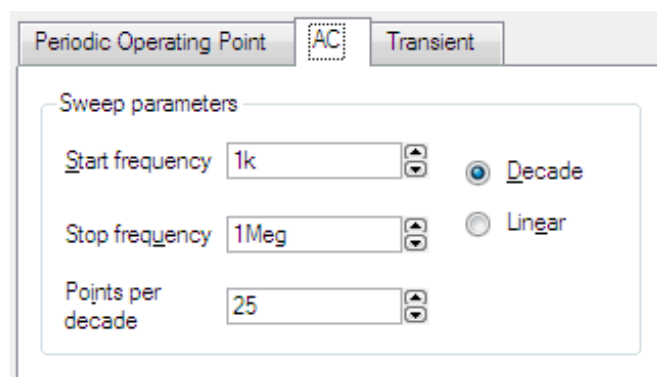 Periodic Operating Point AC Transient
Sweep parameters
Start frequency 1k
Decade
Stop frequency 1Meg
Linear
Points per
decade
25